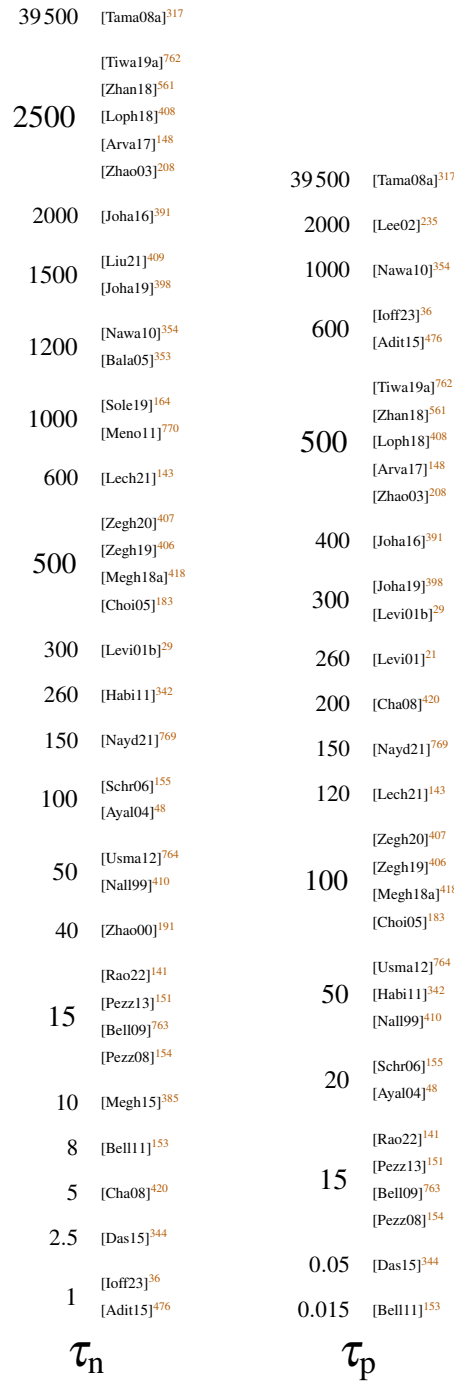 39 500 [Tama08a]317
[Tiwa19a]762
[Zhan18]561
2500 [Loph18]408
[Arva17]148
[Zhao03]208
2000 [Joha16]391
[Liu21]409
1500
[Joha19]398
[Nawa10]354
1200
[Bala05]353
[Sole19]164
1000
[Meno11]770
600 [Lech21]143
[Zegh20]407
[Zegh19]406
500
[Megh18a]418
[Choi05]183
300 [Levi01b]29
260 [Habi11]342
150 [Nayd21]769
[Schr06]155
100
[Ayal04]48
[Usma12]764
50
[Nall99]410
40 [Zhao00]191
[Rao22]141
[Pezz13]151
15
[Bell09]763
[Pezz08]154
10 [Megh15]385
8 [Bell11]153
5 [Cha08]420
2.5 [Das15]344
[Ioff23]36
1
[Adit15]476
τn
39 500 [Tama08a]317
2000 [Lee02]235
1000 [Nawa10]354
[Ioff23]36
600
[Adit15]476
[Tiwa19a]762
[Zhan18]561
500 [Loph18]408
[Arva17]148
[Zhao03]208
400 [Joha16]391
[Joha19]398
300
[Levi01b]29
260 [Levi01]21
200 [Cha08]420
150 [Nayd21]769
120 [Lech21]143
[Zegh20]407
[Zegh19]406
100
[Megh18a]418
[Choi05]183
[Usma12]764
50 [Habi11]342
[Nall99]410
[Schr06]155
20
[Ayal04]48
[Rao22]141
[Pezz13]151
15
[Bell09]763
[Pezz08]154
0.05 [Das15]344
0.015 [Bell11]153
τp